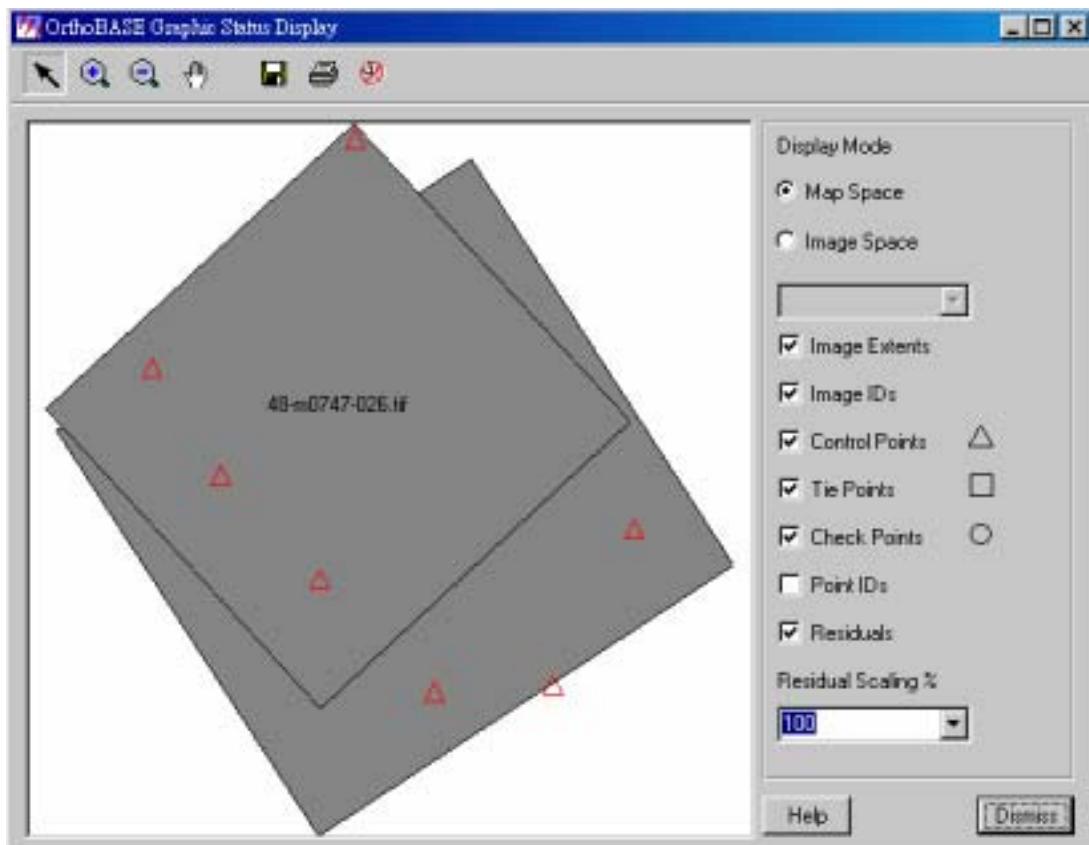 OrthoBASE Graphic Status Display
Display Mode
Map Space
Image Space
48-m0747-026.tif
Image Extents
Image IDs
Control Points
Tie Points
Check Points
Point IDs
Residuals
Residual Scaling %
100
Help
Dismiss